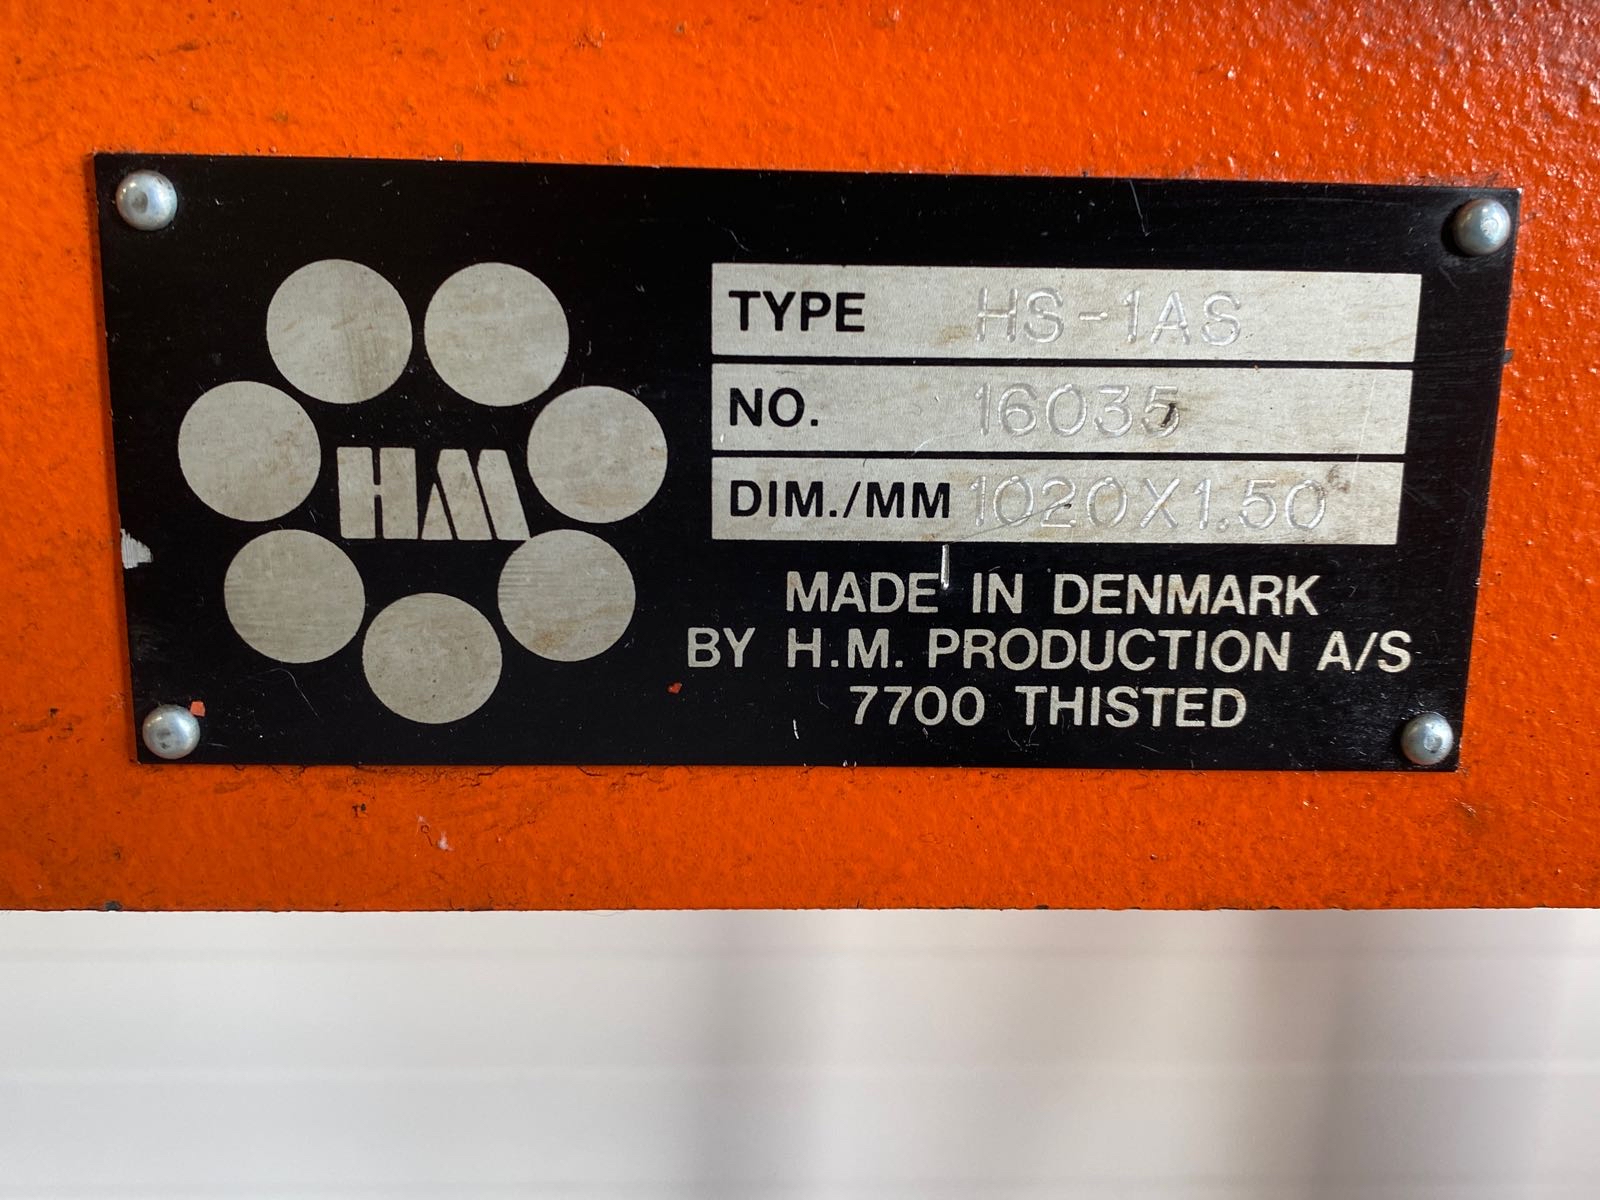 HM
TYPE HS-1AS
NO. 16035
DIM./MM 1020X1.50
MADE IN DENMARK
BY H.M. PRODUCTION A/S
7700 THISTED